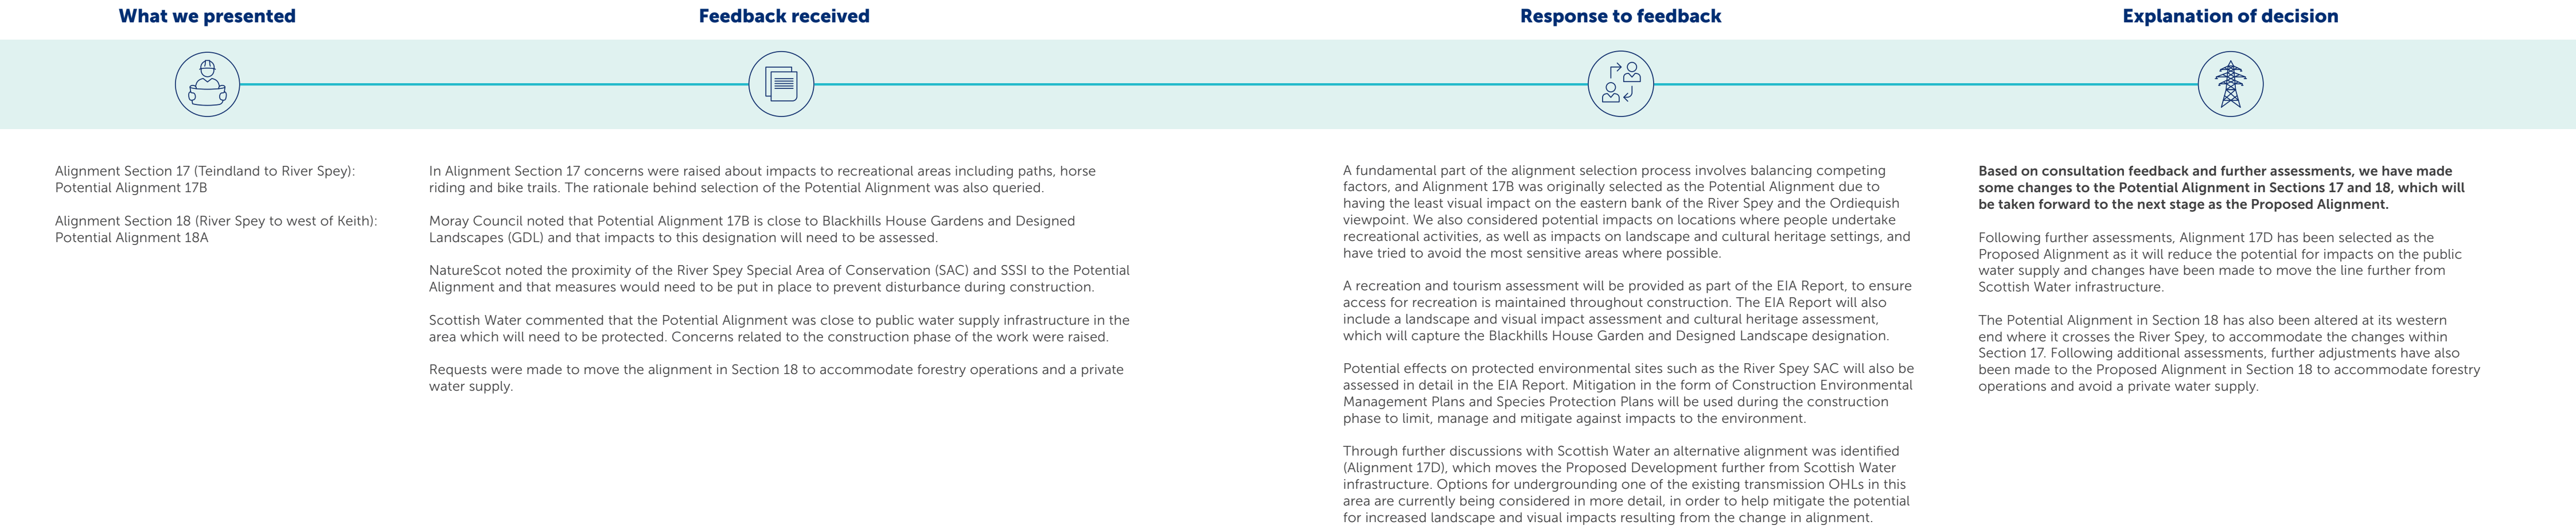 What we presented
Feedback received
Response to feedback
Explanation of decision
Alignment Section 17 (Teindland to River Spey):
Potential Alignment 17B
Alignment Section 18 (River Spey to west of Keith):
Potential Alignment 18A
In Alignment Section 17 concerns were raised about impacts to recreational areas including paths, horse
riding and bike trails. The rationale behind selection of the Potential Alignment was also queried.
Moray Council noted that Potential Alignment 17B is close to Blackhills House Gardens and Designed
Landscapes (GDL) and that impacts to this designation will need to be assessed.
NatureScot noted the proximity of the River Spey Special Area of Conservation (SAC) and SSSI to the Potential
Alignment and that measures would need to be put in place to prevent disturbance during construction.
Scottish Water commented that the Potential Alignment was close to public water supply infrastructure in the
area which will need to be protected. Concerns related to the construction phase of the work were raised.
Requests were made to move the alignment in Section 18 to accommodate forestry operations and a private
water supply.
A fundamental part of the alignment selection process involves balancing competing
factors, and Alignment 17B was originally selected as the Potential Alignment due to
having the least visual impact on the eastern bank of the River Spey and the Ordiequish
viewpoint. We also considered potential impacts on locations where people undertake
recreational activities, as well as impacts on landscape and cultural heritage settings, and
have tried to avoid the most sensitive areas where possible.
A recreation and tourism assessment will be provided as part of the EIA Report, to ensure
access for recreation is maintained throughout construction. The EIA Report will also
include a landscape and visual impact assessment and cultural heritage assessment,
which will capture the Blackhills House Garden and Designed Landscape designation.
Potential effects on protected environmental sites such as the River Spey SAC will also be
assessed in detail in the EIA Report. Mitigation in the form of Construction Environmental
Management Plans and Species Protection Plans will be used during the construction
phase to limit, manage and mitigate against impacts to the environment.
Through further discussions with Scottish Water an alternative alignment was identified
(Alignment 17D), which moves the Proposed Development further from Scottish Water
infrastructure. Options for undergrounding one of the existing transmission OHLs in this
area are currently being considered in more detail, in order to help mitigate the potential
for increased landscape and visual impacts resulting from the change in alignment.
Based on consultation feedback and further assessments, we have made
some changes to the Potential Alignment in Sections 17 and 18, which will
be taken forward to the next stage as the Proposed Alignment.
Following further assessments, Alignment 17D has been selected as the
Proposed Alignment as it will reduce the potential for impacts on the public
water supply and changes have been made to move the line further from
Scottish Water infrastructure.
The Potential Alignment in Section 18 has also been altered at its western
end where it crosses the River Spey, to accommodate the changes within
Section 17. Following additional assessments, further adjustments have also
been made to the Proposed Alignment in Section 18 to accommodate forestry
operations and avoid a private water supply.